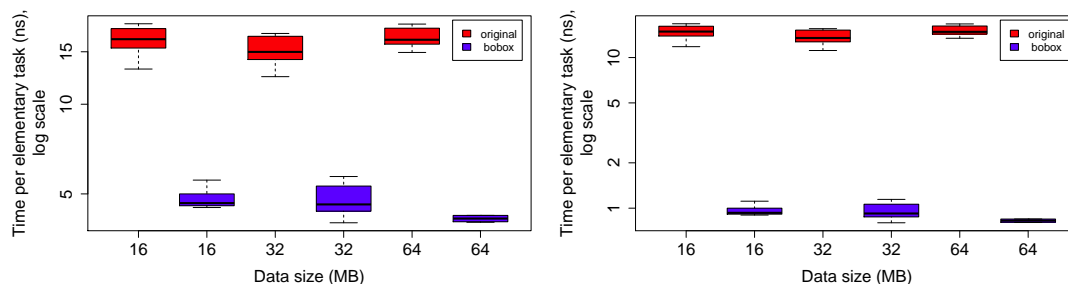 Time per elementary task (ns),
log scale
15
10
5
original
bobox
16 16 32 32 64 64
Data size (MB)
Time per elementary task (ns),
log scale
10
5
2
1
original
bobox
16 16 32 32 64 64
Data size (MB)